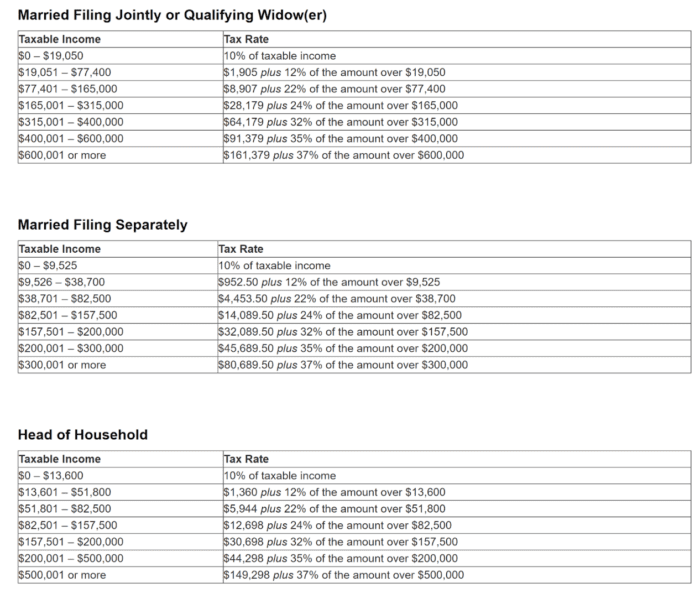 Married Filing Jointly or Qualifying Widow(er)
Taxable Income Tax Rate
$0 – $19,050 10% of taxable income
$19,051 – $77,400 $1,905 plus 12% of the amount over $19,050
$77,401 – $165,000 $8,907 plus 22% of the amount over $77,400
$165,001 – $315,000 $28,179 plus 24% of the amount over $165,000
$315,001 – $400,000 $64,179 plus 32% of the amount over $315,000
$400,001 – $600,000 $91,379 plus 35% of the amount over $400,000
$600,001 or more $161,379 plus 37% of the amount over $600,000
Married Filing Separately
Taxable Income Tax Rate
$0 – $9,525 10% of taxable income
$9,526 – $38,700 $952.50 plus 12% of the amount over $9,525
$38,701 – $82,500 $4,453.50 plus 22% of the amount over $38,700
$82,501 – $157,500 $14,089.50 plus 24% of the amount over $82,500
$157,501 – $200,000 $32,089.50 plus 32% of the amount over $157,500
$200,001 – $300,000 $45,689.50 plus 35% of the amount over $200,000
$300,001 or more $80,689.50 plus 37% of the amount over $300,000
Head of Household
Taxable Income Tax Rate
$0 – $13,600 10% of taxable income
$13,601 – $51,800 $1,360 plus 12% of the amount over $13,600
$51,801 – $82,500 $5,944 plus 22% of the amount over $51,800
$82,501 – $157,500 $12,698 plus 24% of the amount over $82,500
$157,501 – $200,000 $30,698 plus 32% of the amount over $157,500
$200,001 – $500,000 $44,298 plus 35% of the amount over $200,000
$500,001 or more $149,298 plus 37% of the amount over $500,000